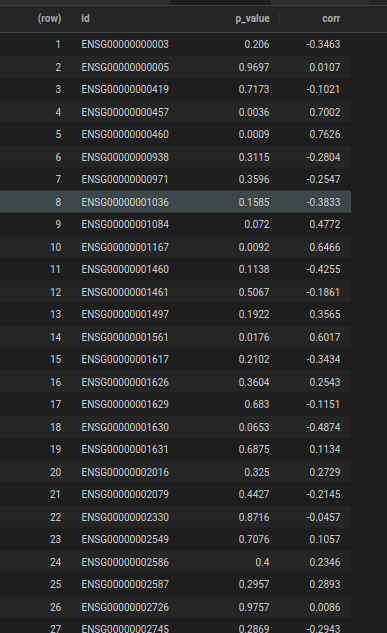 (row) id p_value corr
1 ENSG00000000003 0.206 -0.3463
2 ENSG00000000005 0.9697 0.0107
3 ENSG00000000419 0.7173 -0.1021
4 ENSG00000000457 0.0036 0.7002
5 ENSG00000000460 0.0009 0.7626
6 ENSG00000000938 0.3115 -0.2804
7 ENSG00000000971 0.3596 -0.2547
8 ENSG00000001036 0.1585 -0.3833
9 ENSG00000001084 0.072 0.4772
10 ENSG00000001167 0.0092 0.6466
11 ENSG00000001460 0.1138 -0.4255
12 ENSG00000001461 0.5067 -0.1861
13 ENSG00000001497 0.1922 0.3565
14 ENSG00000001561 0.0176 0.6017
15 ENSG00000001617 0.2102 -0.3434
16 ENSG00000001626 0.3604 0.2543
17 ENSG00000001629 0.683 -0.1151
18 ENSG00000001630 0.0653 -0.4874
19 ENSG00000001631 0.6875 0.1134
20 ENSG00000002016 0.325 0.2729
21 ENSG00000002079 0.4427 -0.2145
22 ENSG00000002330 0.8716 -0.0457
23 ENSG00000002549 0.7076 0.1057
24 ENSG00000002586 0.4 0.2346
25 ENSG00000002587 0.2957 0.2893
26 ENSG00000002726 0.9757 0.0086
27 ENSG00000002745 0.2869 -0.2943